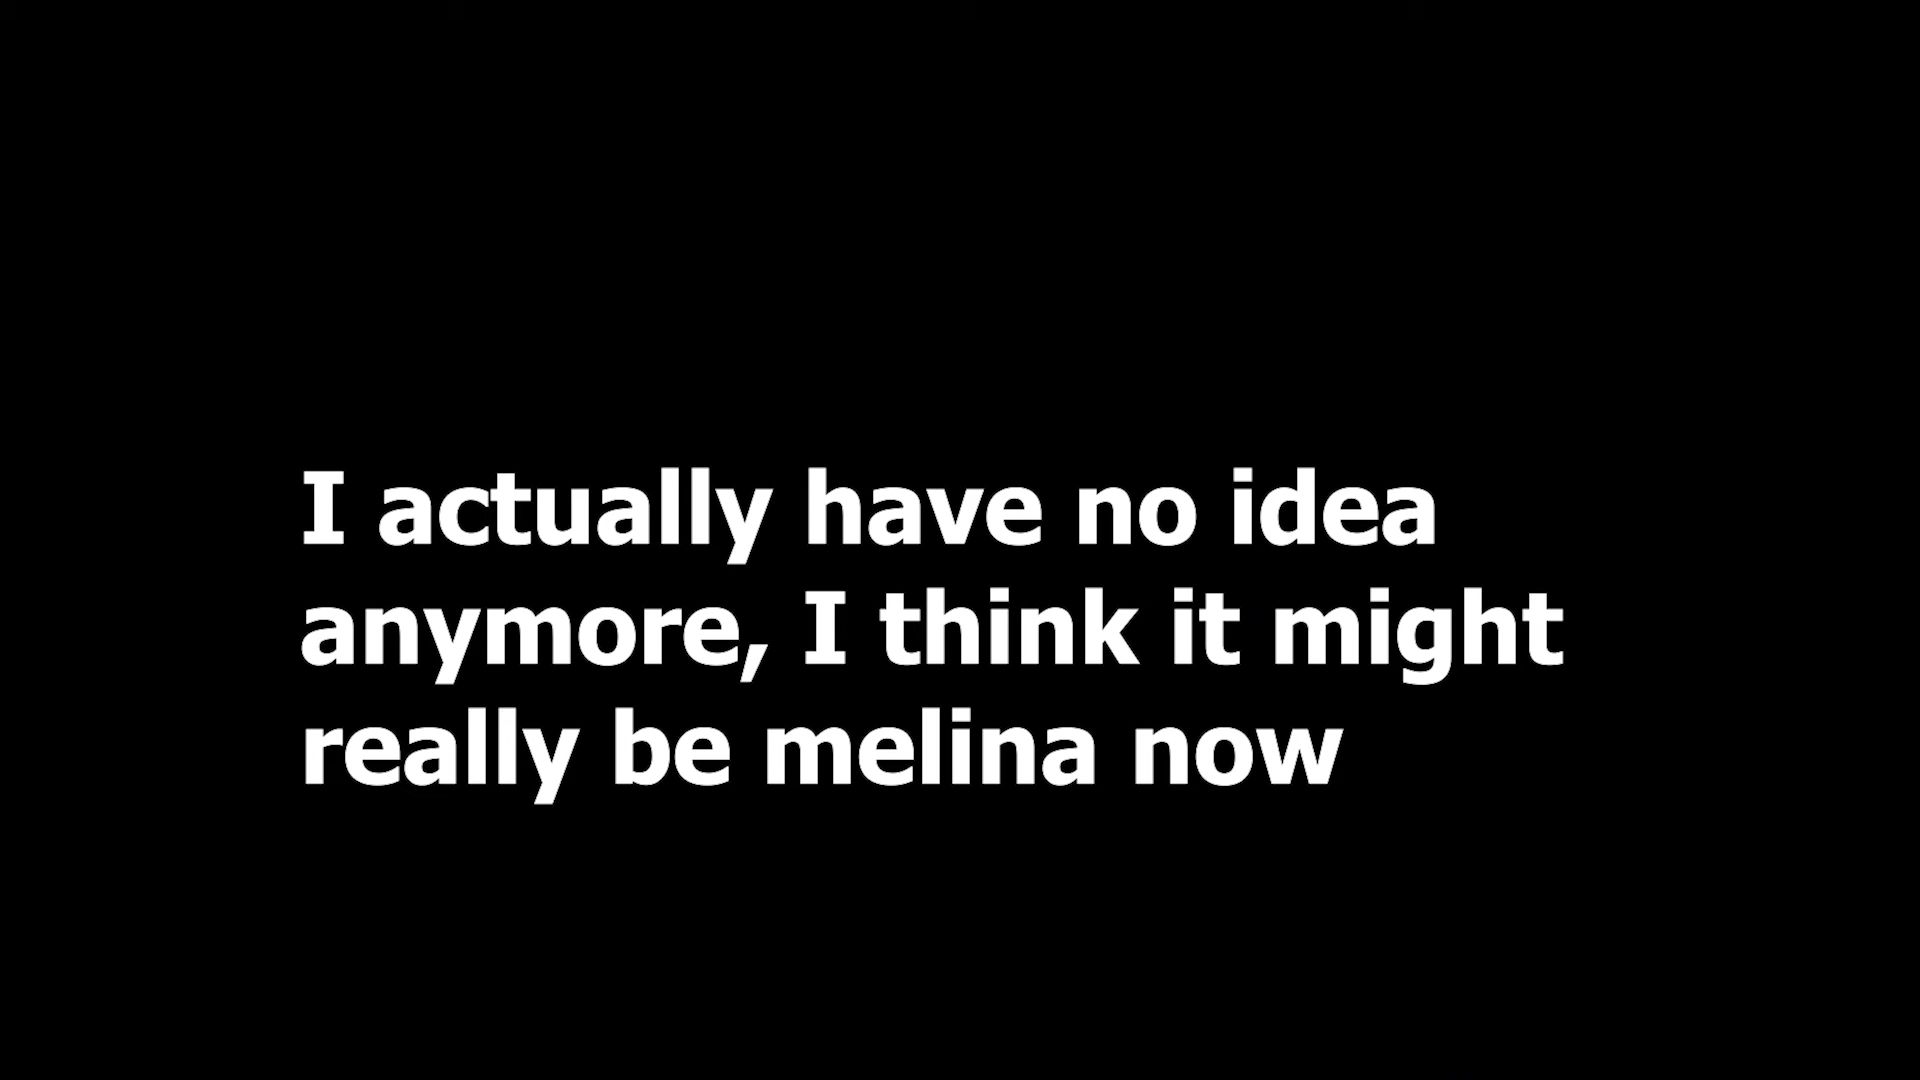 I actually have no idea
anymore, I think it might
really be melina now